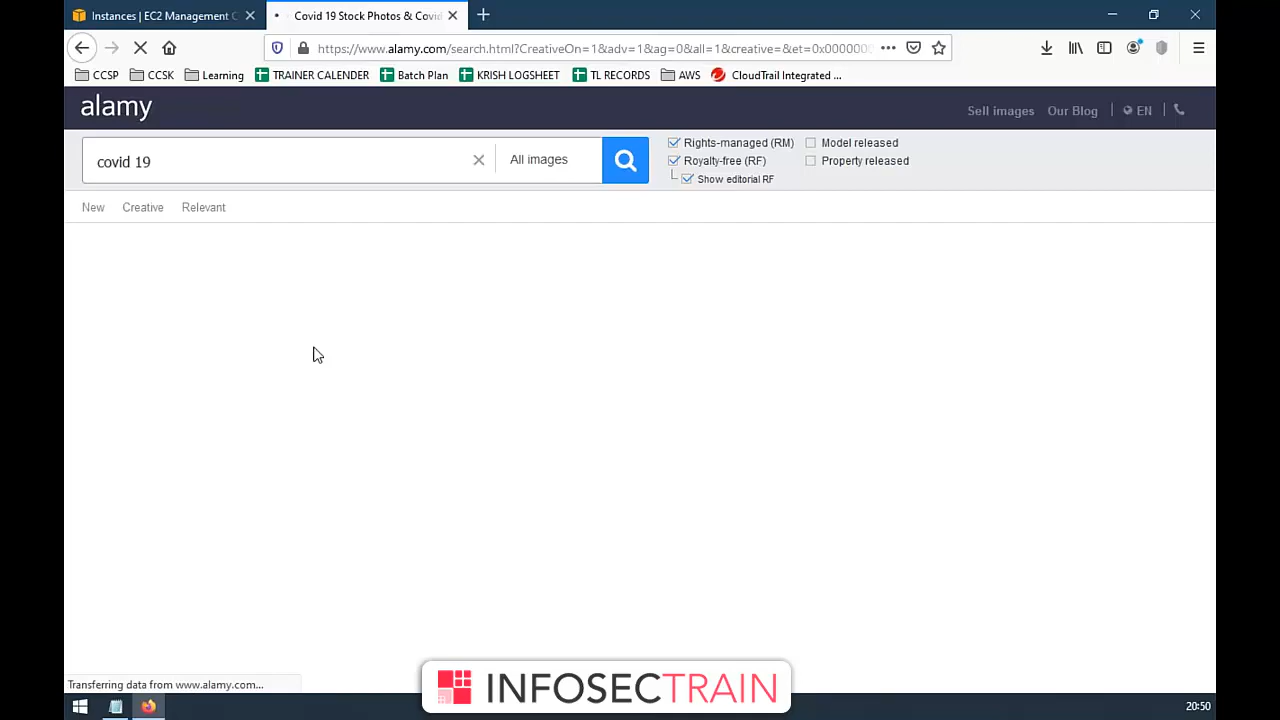 Instances | EC2 Management C
Covid 19 Stock Photos & Covid
https://www.alamy.com/search.html?CreativeOn=1&adv=1&ag=0&all=1&creative=&et=0x0000000
CCSP CCSK Learning TRAINER CALENDER Batch Plan KRISH LOGSHEET TL RECORDS AWS CloudTrail Integrated ...
alamy
Sell images Our Blog EN
covid 19 All images
Rights-managed (RM) Model released
Royalty-free (RF) Property released
Show editorial RF
New Creative Relevant
Transferring data from www.alamy.com...
INFOSECTRAIN
20:50